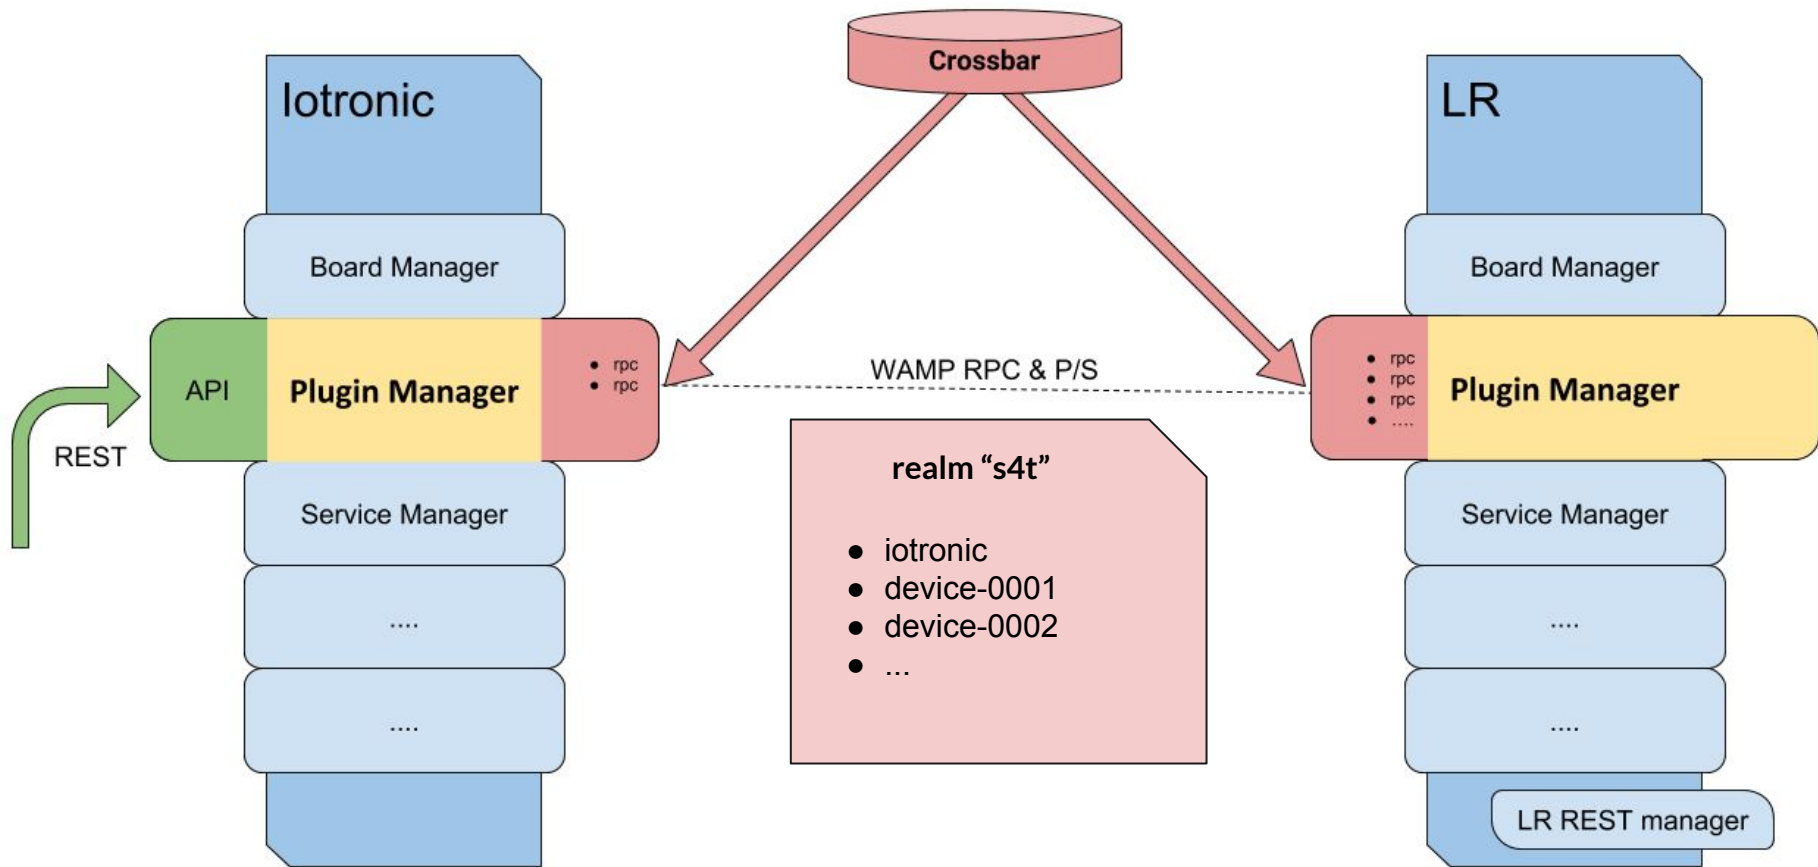 Crossbar
Iotronic
Board Manager
API
Plugin Manager
● rpc
● rpc
REST
Service Manager
....
....
WAMP RPC & P/S
realm “s4t”
● iotronic
● device-0001
● device-0002
● ...
LR
Board Manager
● rpc
● rpc
● rpc
● ....
Plugin Manager
Service Manager
....
....
LR REST manager